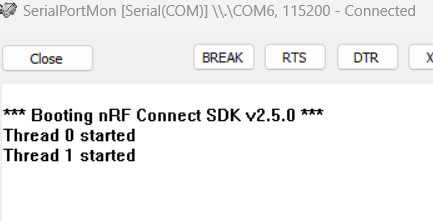 SerialPortMon [Serial(COM)] \\.\COM6, 115200 - Connected
Close BREAK RTS DTR
*** Booting nRF Connect SDK v2.5.0 ***
Thread 0 started
Thread 1 started